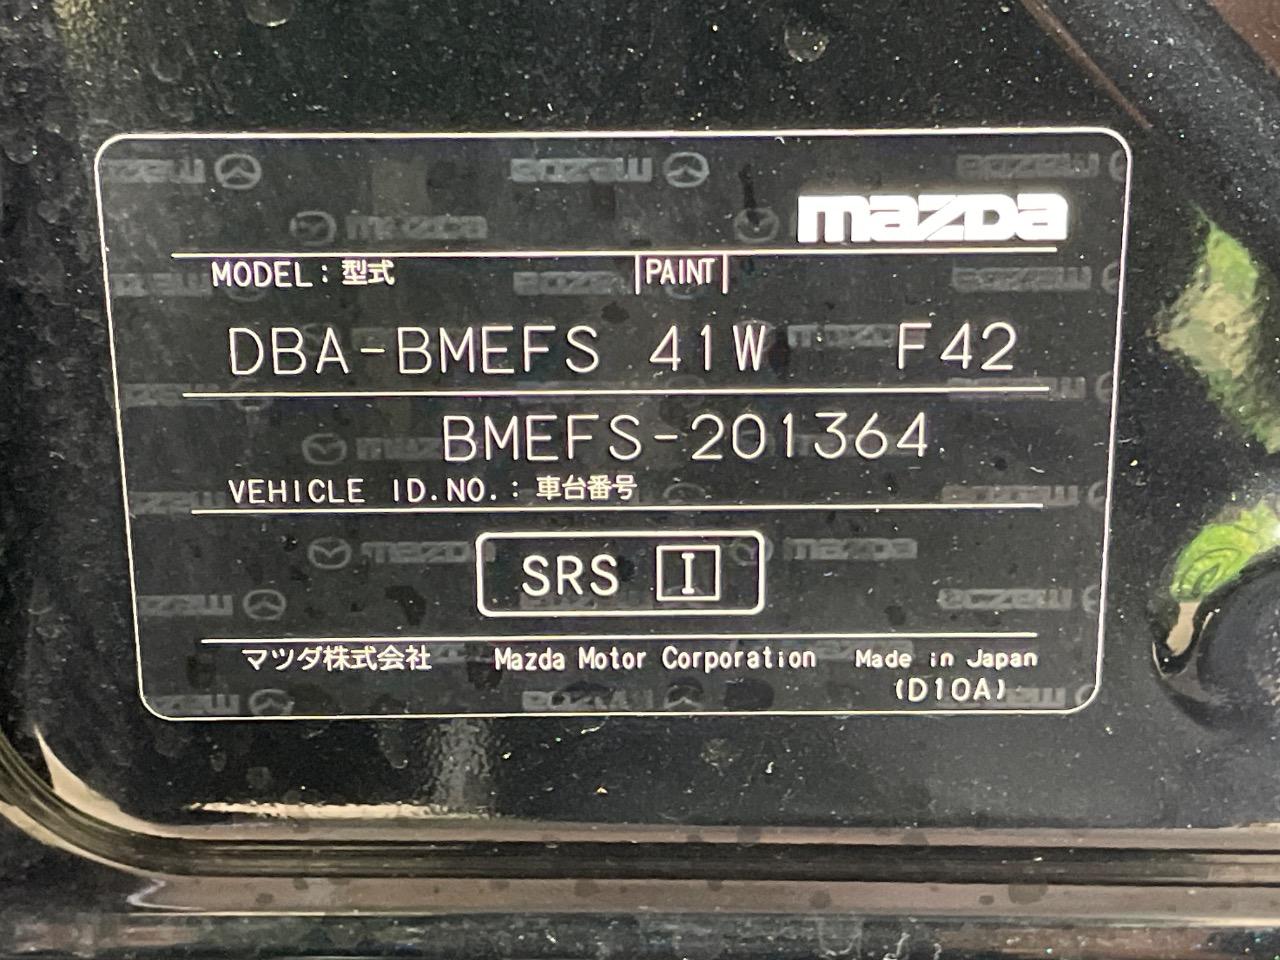 mazda
MODEL : 型式 PAINT
DBA-BMEFS 41W F42
BMEFS-201364
VEHICLE ID.NO. : 車台番号
SRS I
マツダ株式会社 Mazda Motor Corporation Made in Japan
(D10A)